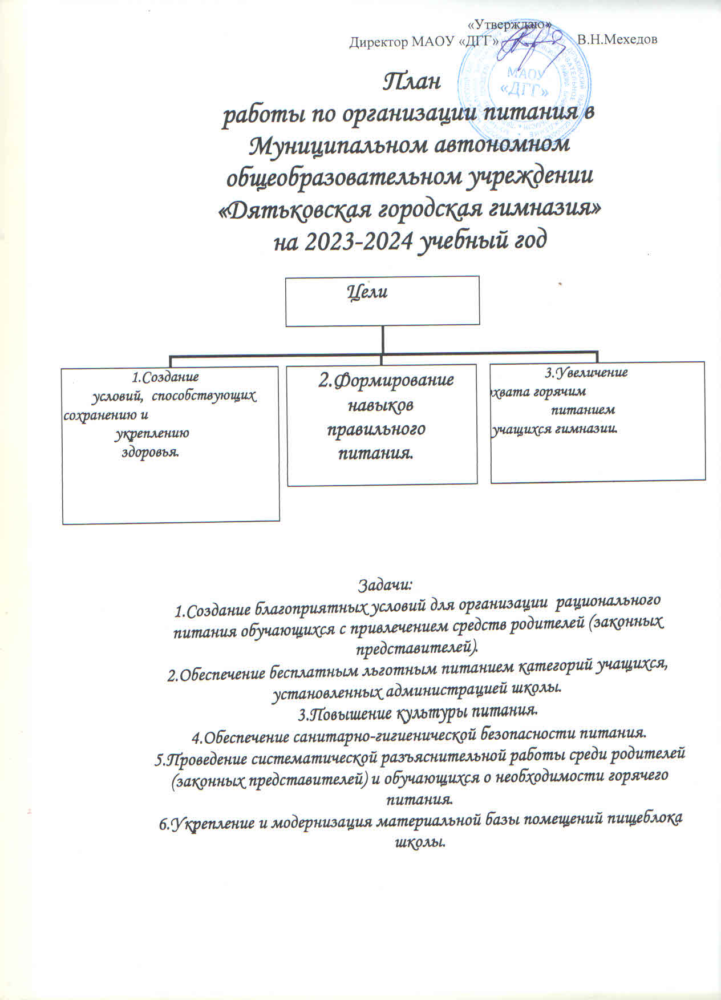 «Утверждаю»
Директор МАОУ «ДГГ» В.Н.Мехедов
МАОУ
«ДГГ»
План
работы по организации питания в
Муниципальном автономном
общеобразовательном учреждении
«Дятьковская городская гимназия»
на 2023-2024 учебный год
Цели
1.Создание
условий, способствующих
сохранению и
укреплению
здоровья.
2.Формирование
навыков
правильного
питания.
3.Увеличение
хвата горячим
питанием
учащихся гимназии.
Задачи:
1.Создание благоприятных условий для организации рационального
питания обучающихся с привлечением средств родителей (законных
представителей).
2.Обеспечение бесплатным льготным питанием категорий учащихся,
установленных администрацией школы.
3.Повышение культуры питания.
4.Обеспечение санитарно-гигиенической безопасности питания.
5.Проведение систематической разъяснительной работы среди родителей
(законных представителей) и обучающихся о необходимости горячего
питания.
6.Укрепление и модернизация материальной базы помещений пищеблока
школы.